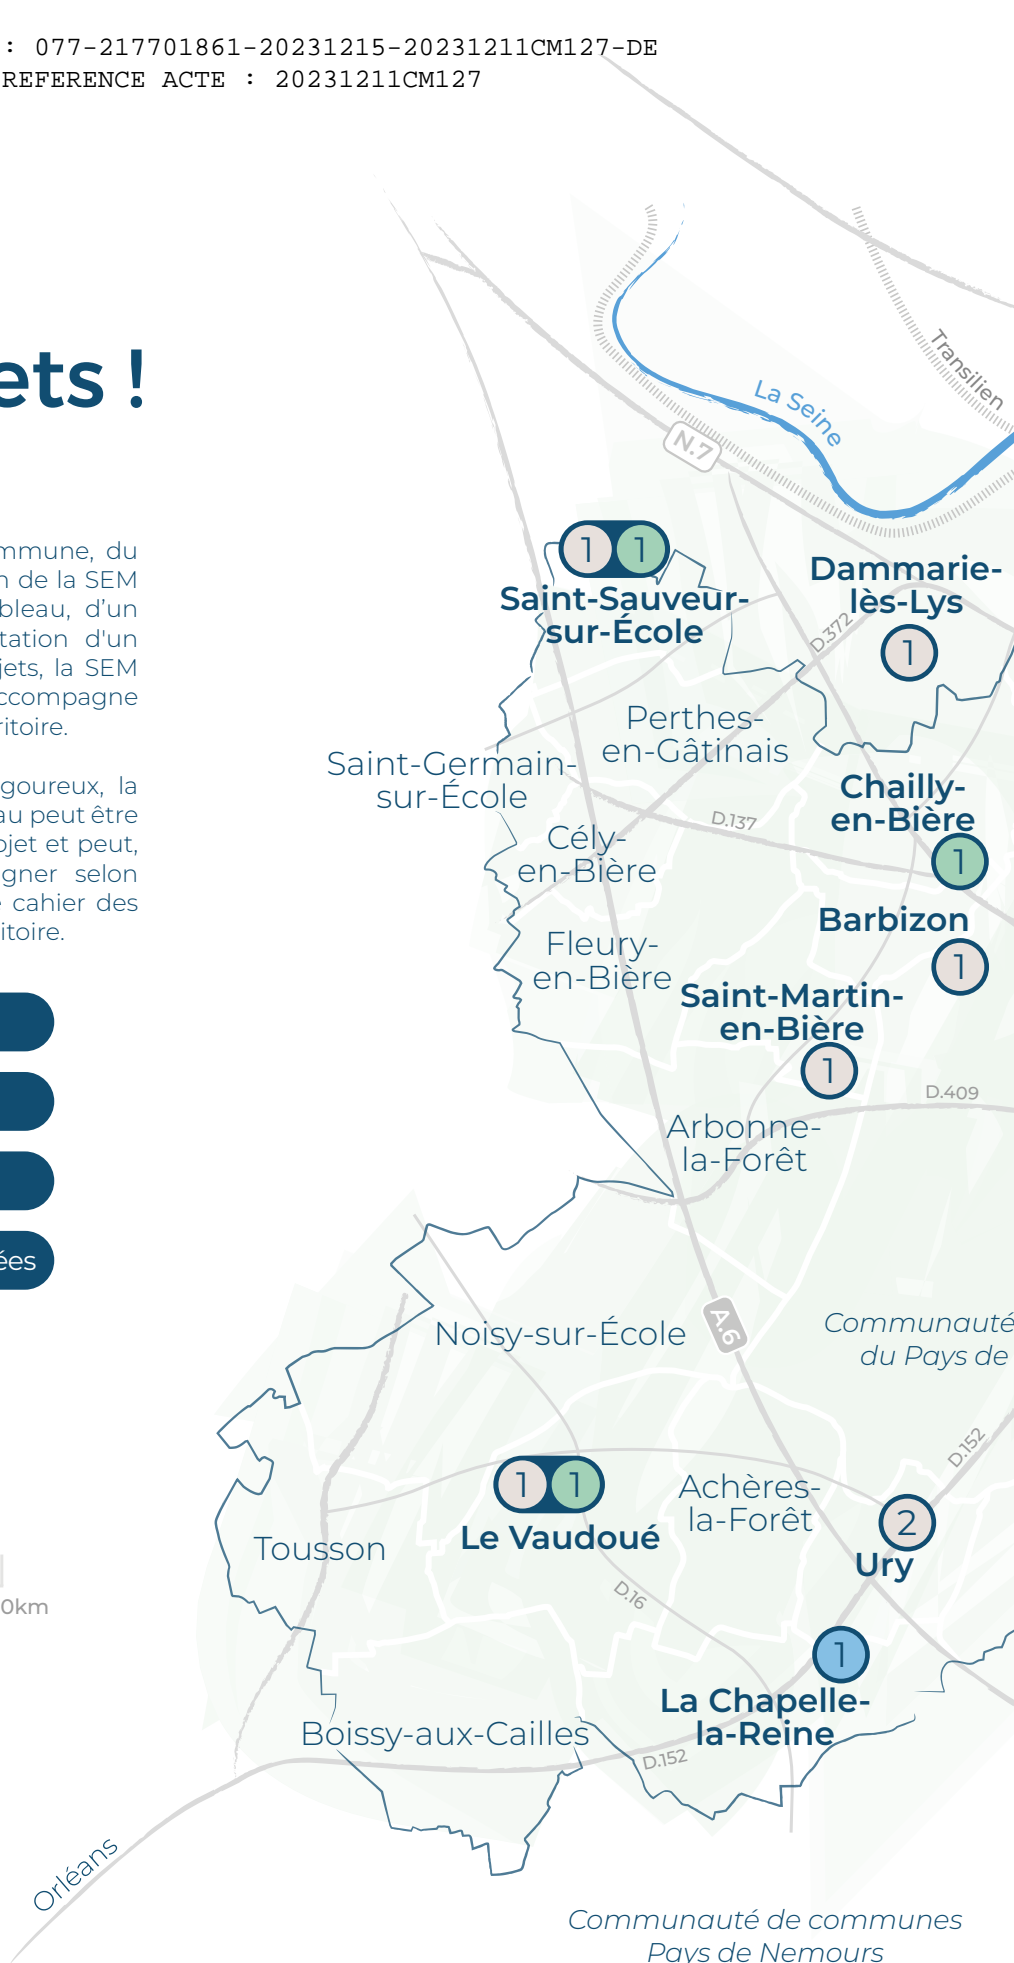 : 077-217701861-20231215-20231211CM127-DE
REFERENCE ACTE : 20231211CM127
ets !
mmune, du
n de la SEM
bleau, d'un
tation d'un
jets, la SEM
ccompagne
ritoire.
goureux, la
au peut être
ojet et peut,
gner selon
e cahier des
itoire.
ées
0km
Transilien
La Seine
N.7
1 1
Saint-Sauveur-
sur-École
Dammarie-
lès-Lys
D.372
1
Perthes-
en-Gâtinais
Saint-Germain-
sur-École
Chailly-
en-Bière
D.137
1
Cély-
en-Bière
Barbizon
1
Fleury-
en-Bière
Saint-Martin-
en-Bière
1
D.409
Arbonne-
la-Forêt
A.6
Noisy-sur-École
Communauté
du Pays de
D.152
1 1
Le Vaudoué
Achères-
la-Forêt
2
Ury
Tousson
D.16
1
La Chapelle-
la-Reine
Boissy-aux-Cailles
D.152
Orléans
Communauté de communes
Pays de Nemours